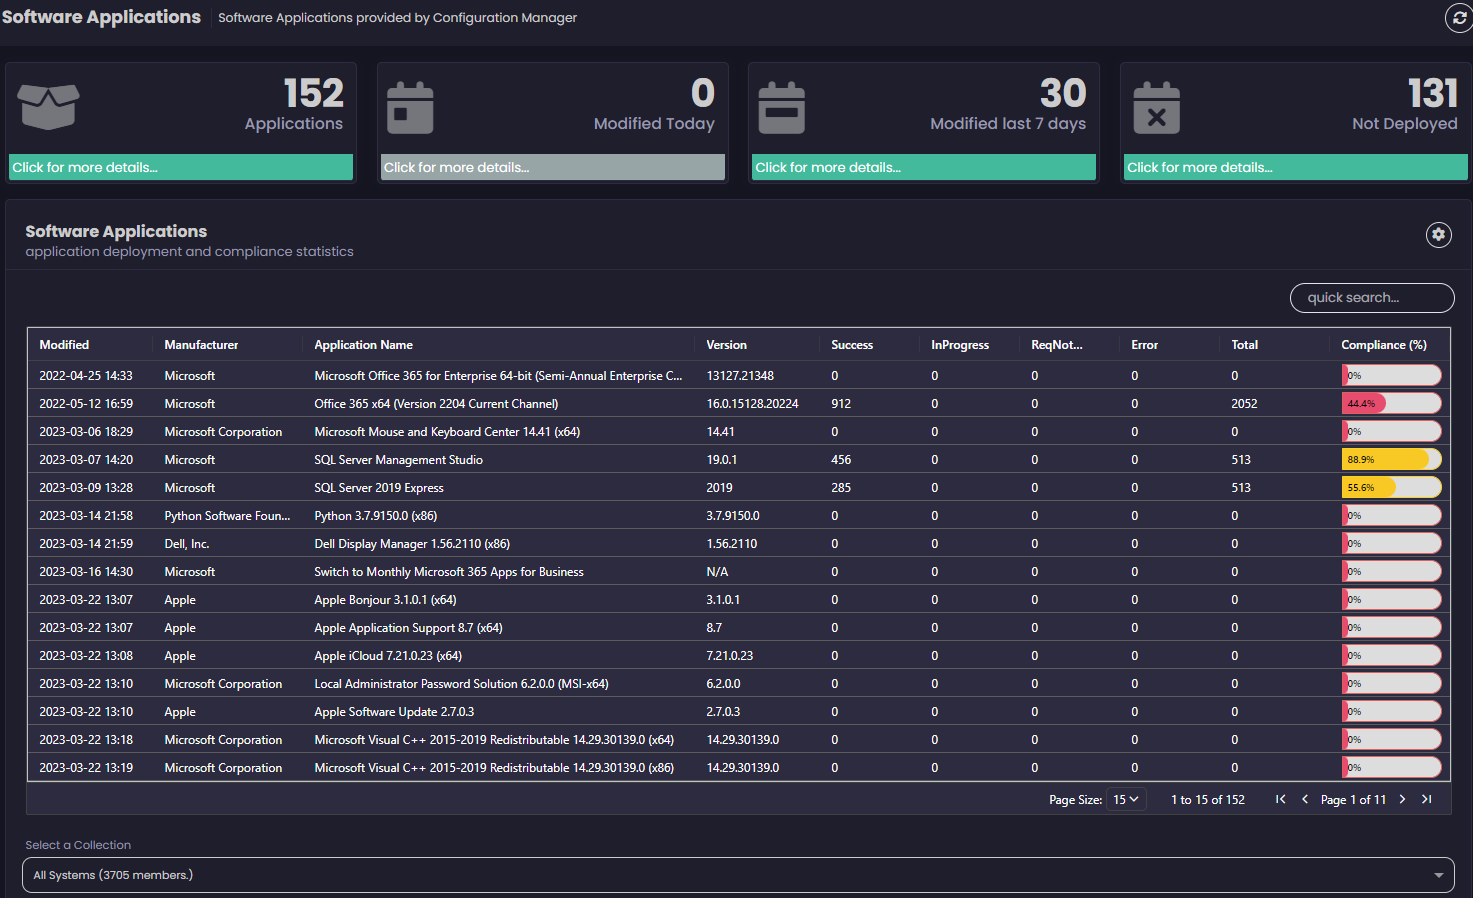 Software Applications Software Applications provided by Configuration Manager
152
Applications
Click for more details...
0
Modified Today
Click for more details...
30
Modified last 7 days
Click for more details...
131
Not Deployed
Click for more details...
Software Applications
application deployment and compliance statistics
quick search...
Modified Manufacturer Application Name Version Success InProgress ReqNot... Error Total Compliance (%)
2022-04-25 14:33 Microsoft Microsoft Office 365 for Enterprise 64-bit (Semi-Annual Enterprise C... 13127.21348 0 0 0 0 0 0%
2022-05-12 16:59 Microsoft Office 365 x64 (Version 2204 Current Channel) 16.0.15128.20224 912 0 0 0 2052 44.4%
2023-03-06 18:29 Microsoft Corporation Microsoft Mouse and Keyboard Center 14.41 (x64) 14.41 0 0 0 0 0 0%
2023-03-07 14:20 Microsoft SQL Server Management Studio 19.0.1 456 0 0 0 513 88.9%
2023-03-09 13:28 Microsoft SQL Server 2019 Express 2019 285 0 0 0 513 55.6%
2023-03-14 21:58 Python Software Foun... Python 3.7.9150.0 (x86) 3.7.9150.0 0 0 0 0 0 0%
2023-03-14 21:59 Dell, Inc. Dell Display Manager 1.56.2110 (x86) 1.56.2110 0 0 0 0 0 0%
2023-03-16 14:30 Microsoft Switch to Monthly Microsoft 365 Apps for Business N/A 0 0 0 0 0 0%
2023-03-22 13:07 Apple Apple Bonjour 3.1.0.1 (x64) 3.1.0.1 0 0 0 0 0 0%
2023-03-22 13:07 Apple Apple Application Support 8.7 (x64) 8.7 0 0 0 0 0 0%
2023-03-22 13:08 Apple Apple iCloud 7.21.0.23 (x64) 7.21.0.23 0 0 0 0 0 0%
2023-03-22 13:10 Microsoft Corporation Local Administrator Password Solution 6.2.0.0 (MSI-x64) 6.2.0.0 0 0 0 0 0 0%
2023-03-22 13:10 Apple Apple Software Update 2.7.0.3 2.7.0.3 0 0 0 0 0 0%
2023-03-22 13:18 Microsoft Corporation Microsoft Visual C++ 2015-2019 Redistributable 14.29.30139.0 (x64) 14.29.30139.0 0 0 0 0 0 0%
2023-03-22 13:19 Microsoft Corporation Microsoft Visual C++ 2015-2019 Redistributable 14.29.30139.0 (x86) 14.29.30139.0 0 0 0 0 0 0%
Page Size: 15 1 to 15 of 152 Page 1 of 11
Select a Collection
All Systems (3705 members.)